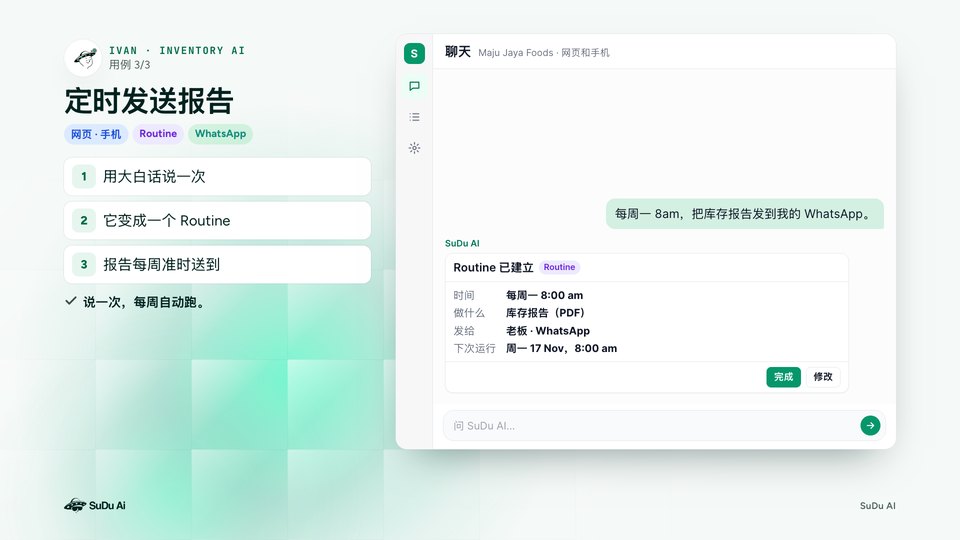 IVAN · INVENTORY AI
用例 3/3
定时发送报告
网页 · 手机 Routine WhatsApp
1 用大白话说一次
2 它变成一个 Routine
3 报告每周准时送到
说一次，每周自动跑。
SuDu Ai
S
聊天 Maju Jaya Foods · 网页和手机
每周一 8am，把库存报告发到我的 WhatsApp。
SuDu AI
Routine 已建立 Routine
时间 每周一 8:00 am
做什么 库存报告（PDF）
发给 老板 · WhatsApp
下次运行 周一 17 Nov，8:00 am
完成 修改
问 SuDu AI...
SuDu AI